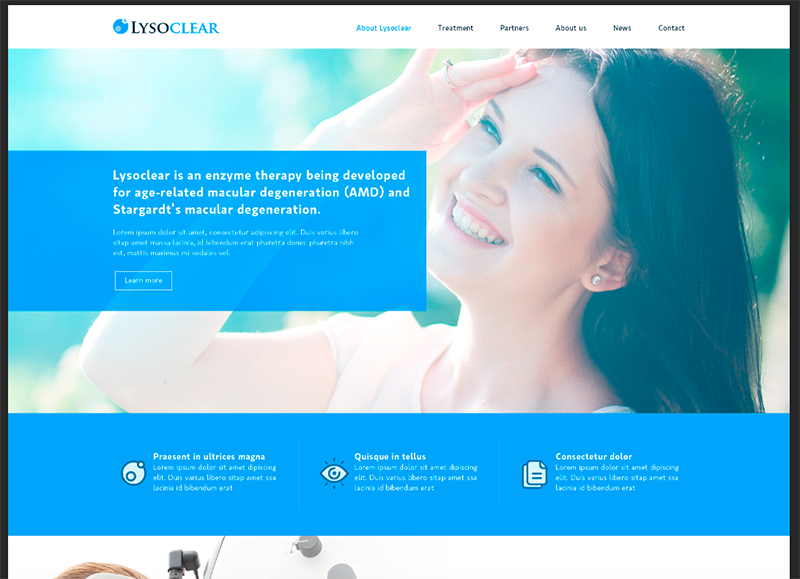 LYSOCLEAR
About Lysoclear Treatment Partners About us News Contact
Lysoclear is an enzyme therapy being developed
for age-related macular degeneration (AMD) and
Stargardt's macular degeneration.
Lorem ipsum dolor sit amet, consectetur adipiscing elit. Duis varius libero
sitap amet massa lacinia, id bibendum erat pharetra donec pharetra nibh
est, mattis maximus mi sodales vel.
Learn more
Praesent in ultrices magna
Lorem ipsum dolor sit amet dipiscing
elit. Duis varius libero sitap amet ssa
lacinia id bibendum erat
Quisque in tellus
Lorem ipsum dolor sit amet dipiscing
elit. Duis varius libero sitap amet ssa
lacinia id bibendum erat
Consectetur dolor
Lorem ipsum dolor sit amet dipiscing
elit. Duis varius libero sitap amet ssa
lacinia id bibendum erat